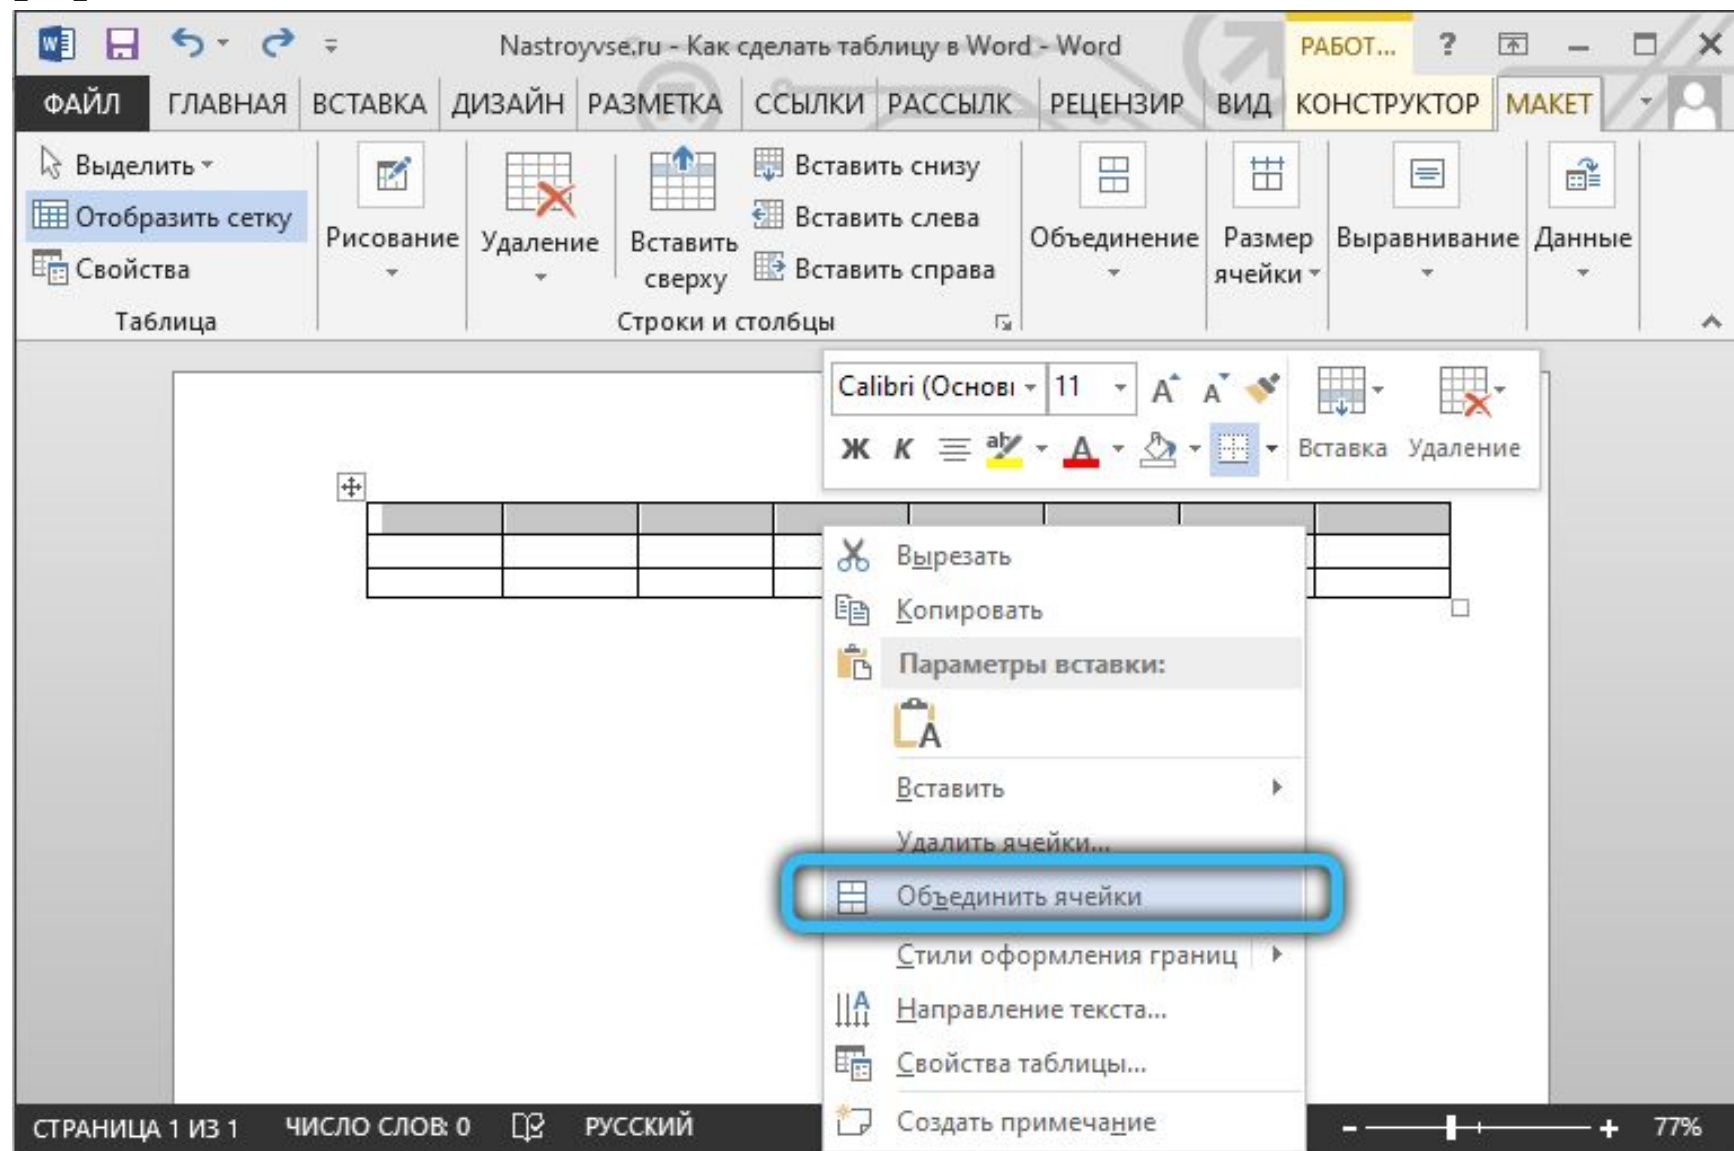 Nastroyvse.ru - Как сделать таблицу в Word - Word
РАБОТ... ?
ФАЙЛ ГЛАВНАЯ ВСТАВКА ДИЗАЙН РАЗМЕТКА ССЫЛКИ РАССЫЛК РЕЦЕНЗИР ВИД КОНСТРУКТОР МАКЕТ
Выделить
Отобразить сетку
Свойства
Таблица
Рисование
Удаление
Вставить
сверху
Вставить снизу
Вставить слева
Вставить справа
Строки и столбцы
Объединение
Размер
ячейки
Выравнивание
Данные
Calibri (Основı 11 A A
Ж К ab A
Вставка Удаление
Вырезать
Копировать
Параметры вставки:
A
Вставить
Удалить ячейки...
Объединить ячейки
Стили оформления границ
Направление текста...
Свойства таблицы...
Создать примечание
СТРАНИЦА 1 ИЗ 1 ЧИСЛО СЛОВ: 0 РУССКИЙ - + 77%